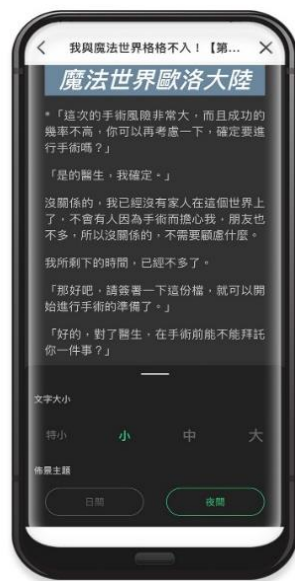 我與魔法世界格格不入！【第...
魔法世界歐洛大陸
*「這次的手術風險非常大，而且成功的
幾率不高，你可以再考慮一下，確定要進
行手術嗎？」
「是的醫生，我確定。」
沒關係的，我已經沒有家人在這個世界上
了，不會有人因為手術而擔心我，朋友也
不多，所以沒關係的，不需要顧慮什麼。
我所剩下的時間，已經不多了。
「那好吧，請簽署一下這份檔，就可以開
始進行手術的準備了。」
「好的，對了醫生，在手術前能不能拜託
你一件事？」
文字大小
特小 小 中 大
佈景主題
日間 夜間